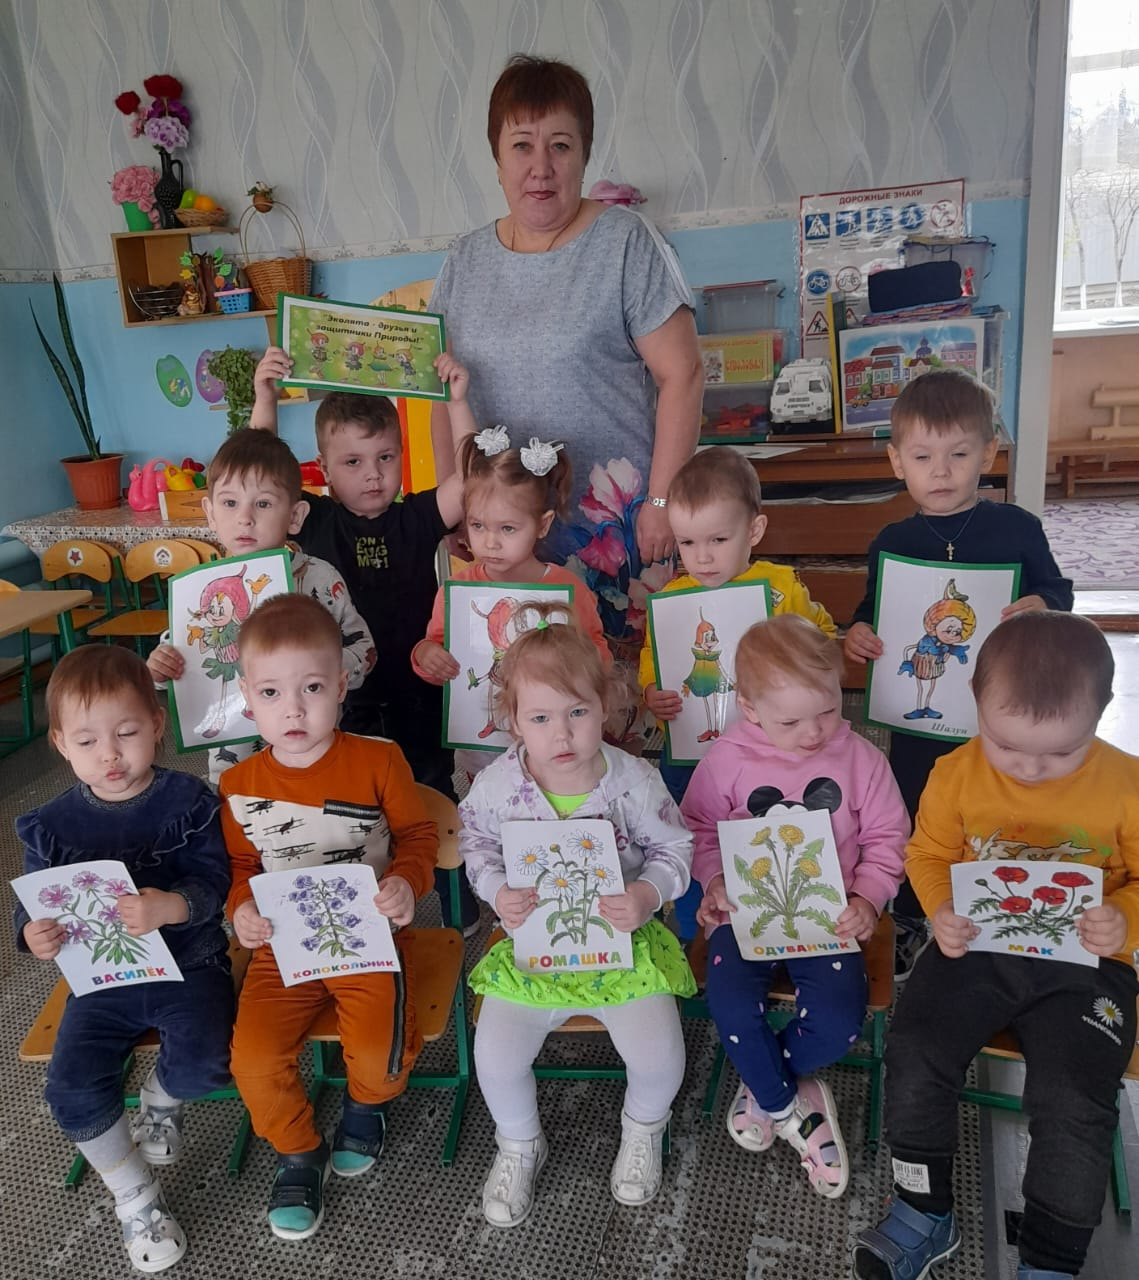 ДОРОЖНЫЕ ЗНАКИ
"Эколята - друзья и
защитники Природы!"
Шалун
ВАСИЛЁК
КОЛОКОЛЬЧИК
РОМАШКА
ОДУВАНЧИК
МАК